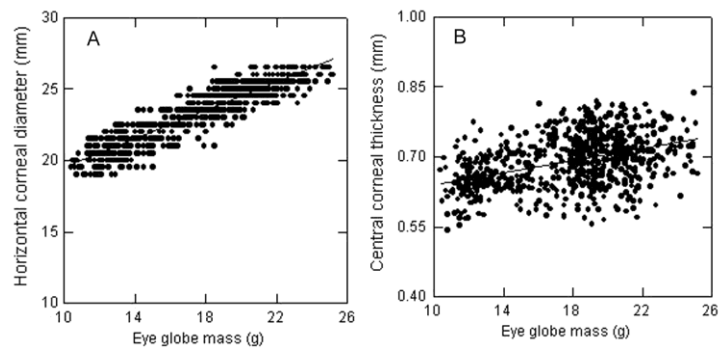 A
Horizontal corneal diameter (mm)
30
25
20
15
10
10 14 18 22 26
Eye globe mass (g)
B
Central corneal thickness (mm)
1.00
0.85
0.70
0.55
0.40
10 14 18 22 26
Eye globe mass (g)